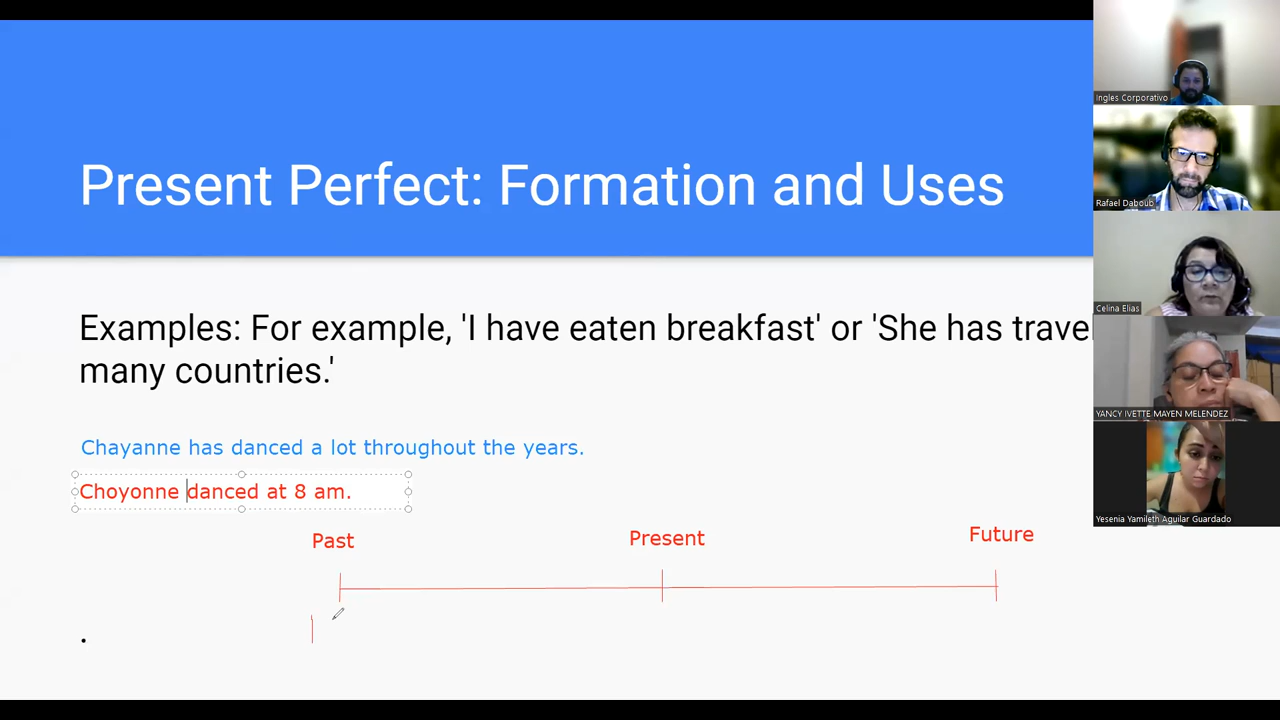 Present Perfect: Formation and Uses
Examples: For example, 'I have eaten breakfast' or 'She has travel
many countries.'
Chayanne has danced a lot throughout the years.
Choyonne danced at 8 am.
Past
Present
Future
.
Ingles Corporativo
Rafael Daboub
Celina Elias
YANCY IVETTE MAYEN MELENDEZ
Yesenia Yamileth Aguilar Guardado